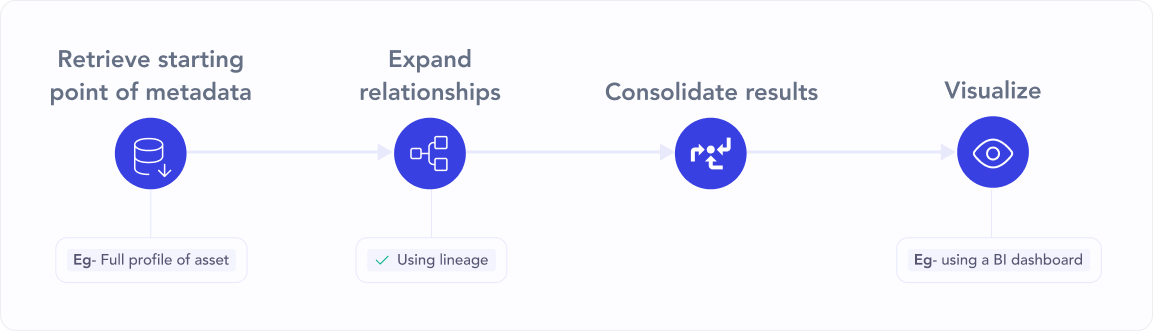 Retrieve starting
point of metadata
Expand
relationships
Consolidate results
Visualize
Eg- Full profile of asset
Using lineage
Eg- using a BI dashboard